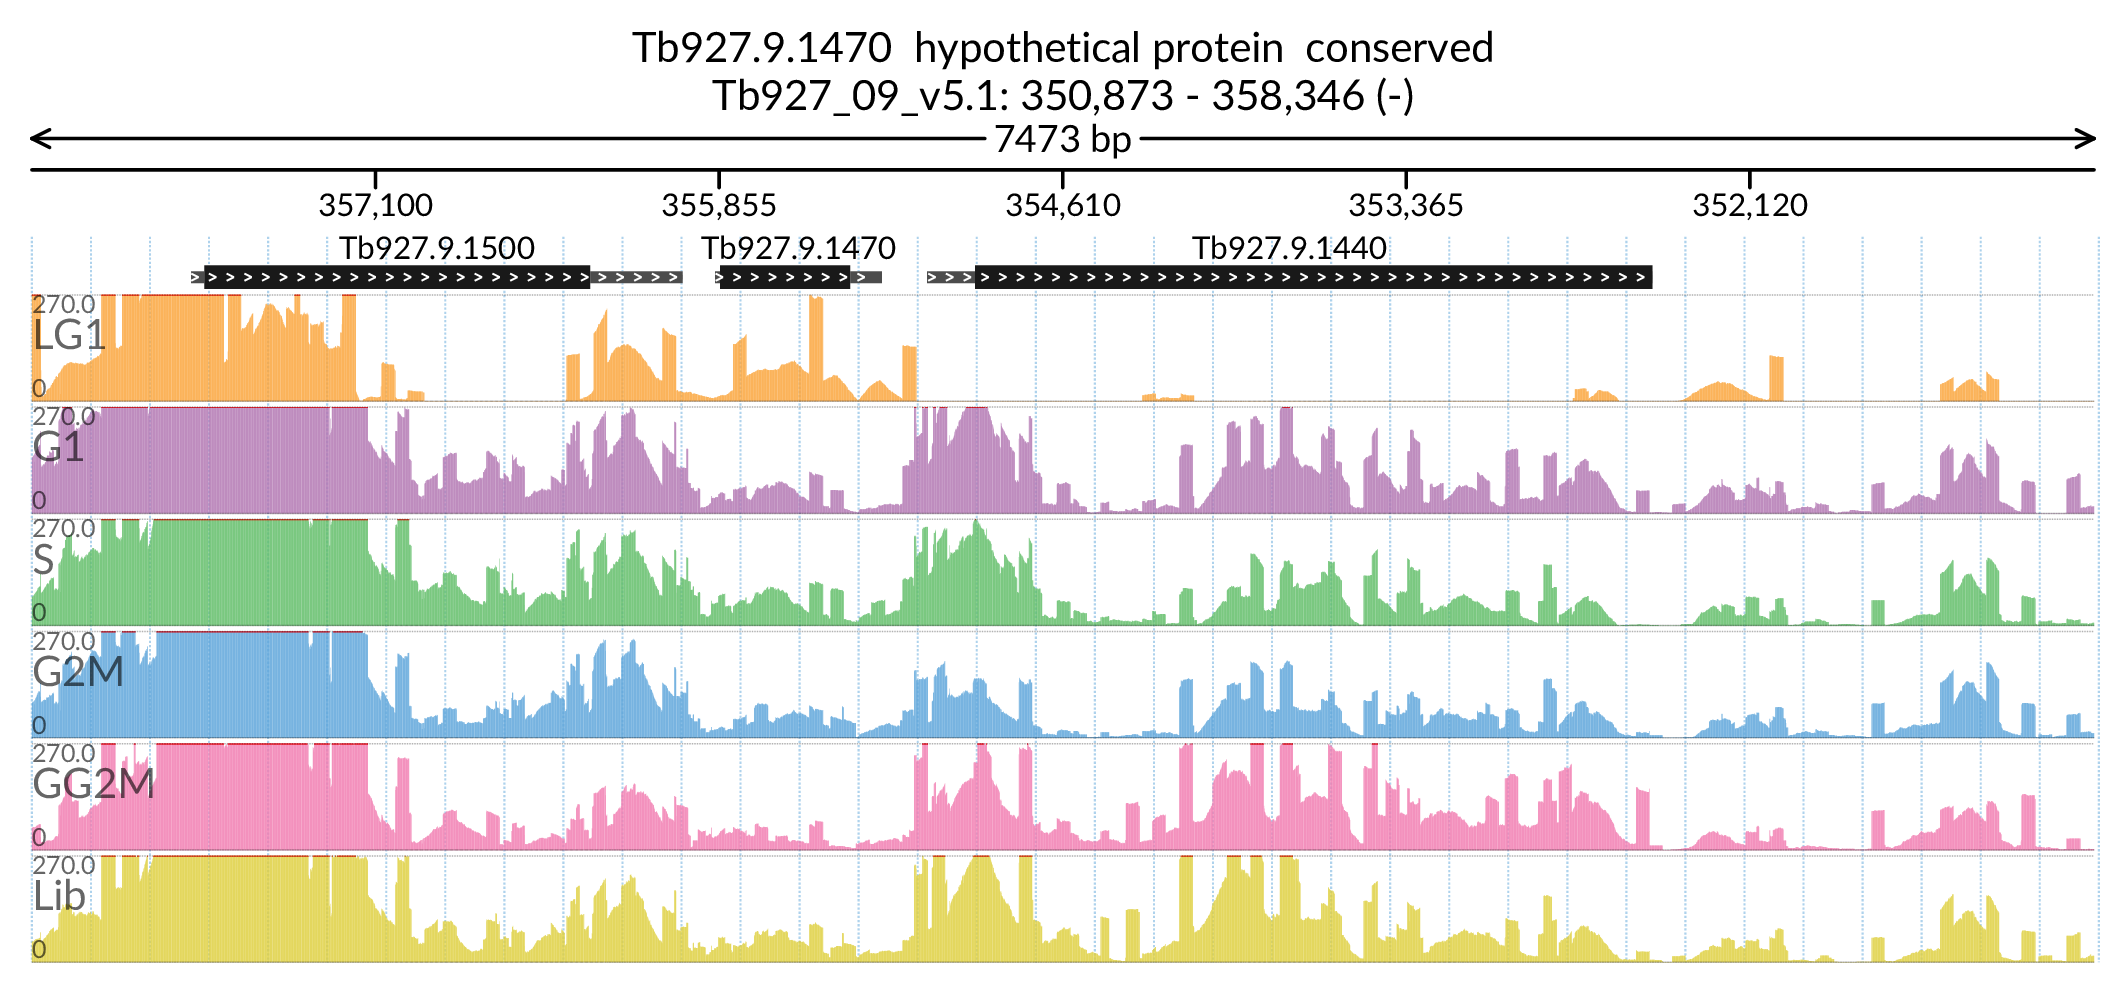 Tb927.9.1470 hypothetical protein conserved
Tb927_09_v5.1: 350,873 - 358,346 (-)
7473 bp
357,100 355,855 354,610 353,365 352,120
Tb927.9.1500 Tb927.9.1470 Tb927.9.1440
270.0
LG1
0
270.0
G1
0
270.0
S
0
270.0
G2M
0
270.0
GG2M
0
270.0
Lib
0